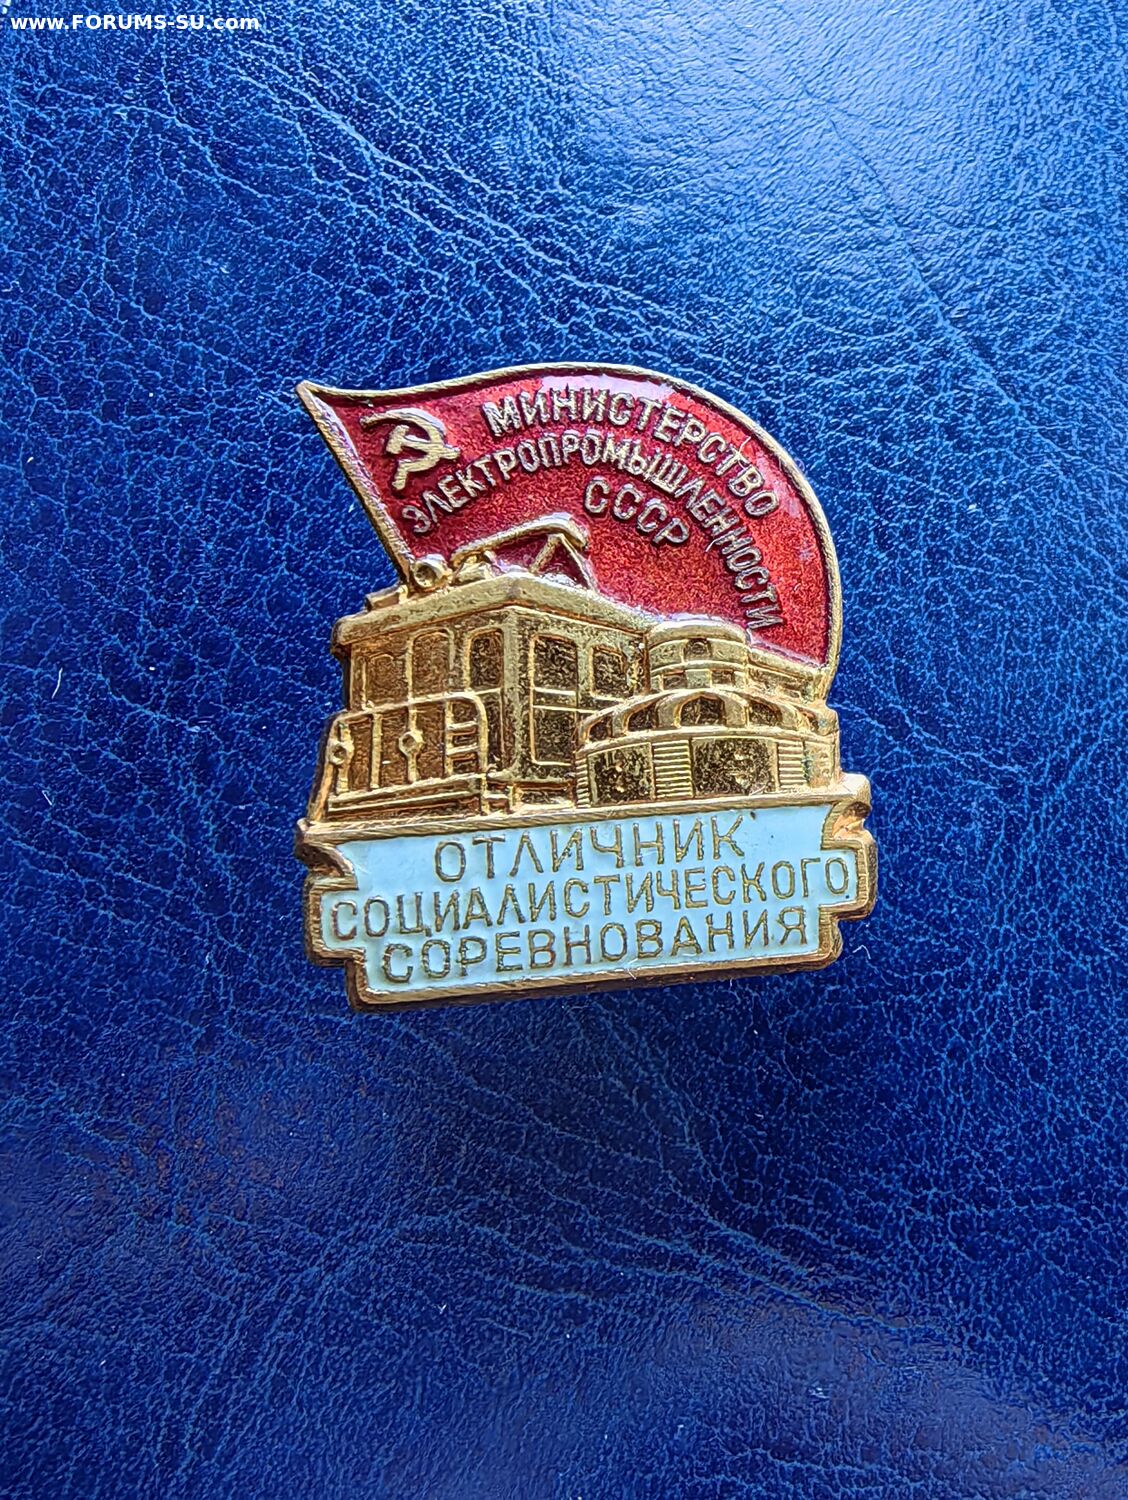 www.FORUMS-SU.com
МИНИСТЕРСТВО
ЭЛЕКТРОПРОМЫШЛЕННОСТИ
СССР
ОТЛИЧНИК
СОЦИАЛИСТИЧЕСКОГО
СОРЕВНОВАНИЯ